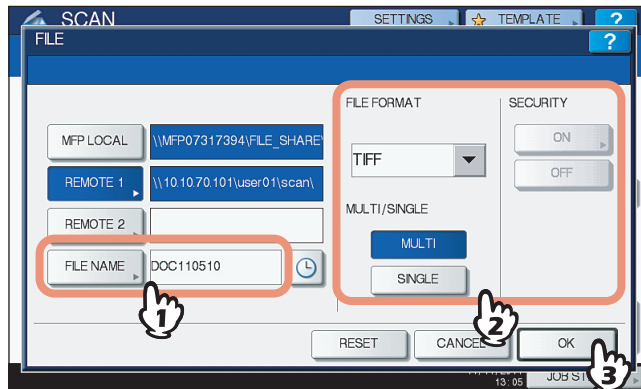 SCAN
SETTINGS
TEMPLATE
?
FILE
?
FILE FORMAT
SECURITY
MFP LOCAL
\\MFP07317394\FILE_SHARE\
TIFF
ON
OFF
REMOTE 1
\\10.10.70.101\user01\scan\
REMOTE 2
MULTI/SINGLE
MULTI
FILE NAME
DOC110510
SINGLE
1
2
RESET
CANCEL
OK
3
13:05
JOB ST